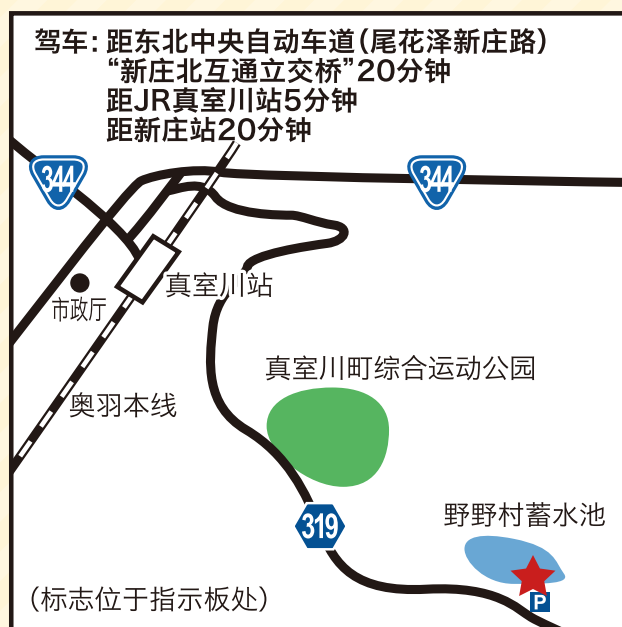 驾车：距东北中央自动车道（尾花泽新庄路）
“新庄北互通立交桥”20分钟
距JR真室川站5分钟
距新庄站20分钟
344
344
真室川站
市政厅
真室川町综合运动公园
奥羽本线
319
野野村蓄水池
P
（标志位于指示板处）